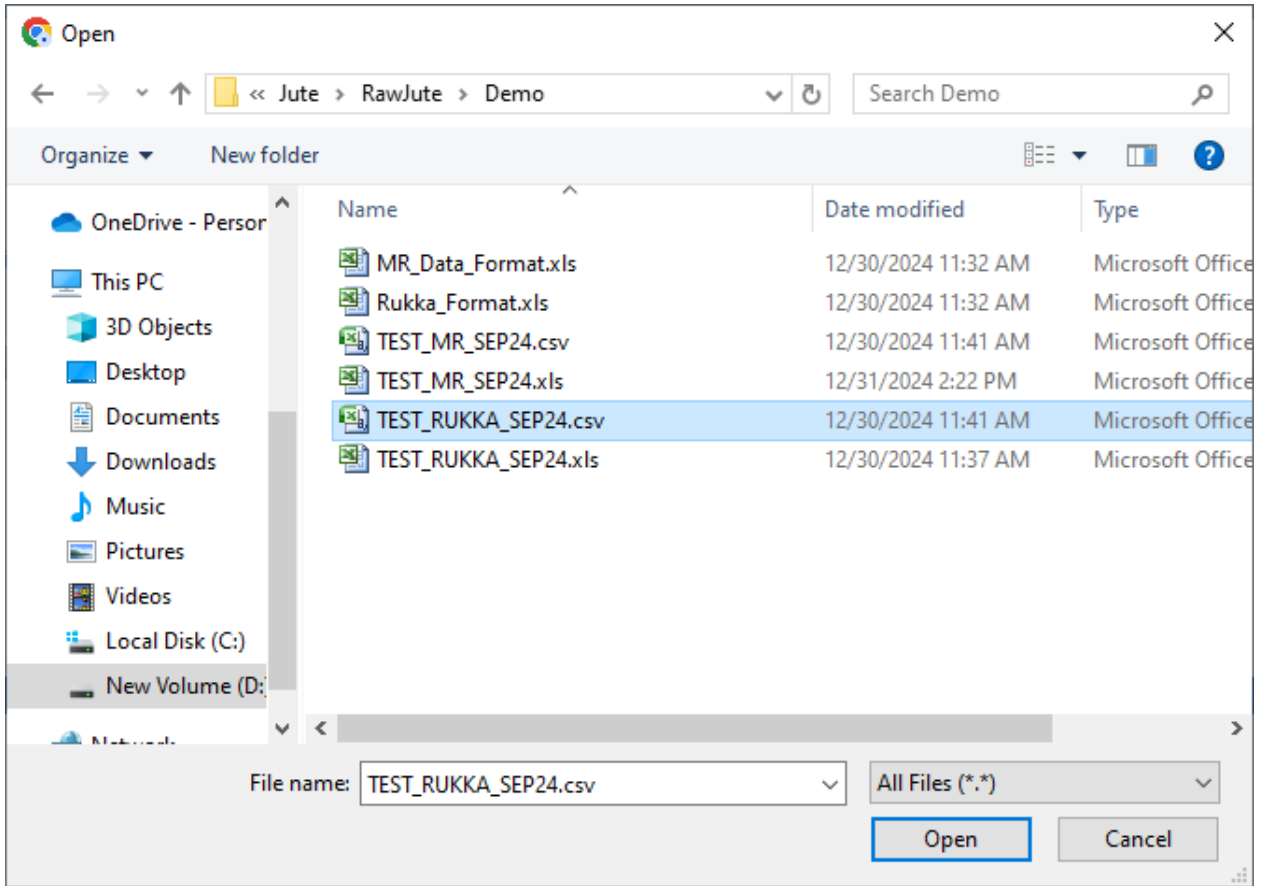 Open
« Jute › RawJute › Demo
Search Demo
Organize
New folder
?
Name
Date modified
Type
OneDrive - Person
This PC
3D Objects
Desktop
Documents
Downloads
Music
Pictures
Videos
Local Disk (C:)
New Volume (D:
Network
MR_Data_Format.xls 12/30/2024 11:32 AM Microsoft Office
Rukka_Format.xls 12/30/2024 11:32 AM Microsoft Office
TEST_MR_SEP24.csv 12/30/2024 11:41 AM Microsoft Office
TEST_MR_SEP24.xls 12/31/2024 2:22 PM Microsoft Office
TEST_RUKKA_SEP24.csv 12/30/2024 11:41 AM Microsoft Office
TEST_RUKKA_SEP24.xls 12/30/2024 11:37 AM Microsoft Office
File name: TEST_RUKKA_SEP24.csv
All Files (*.*)
Open
Cancel